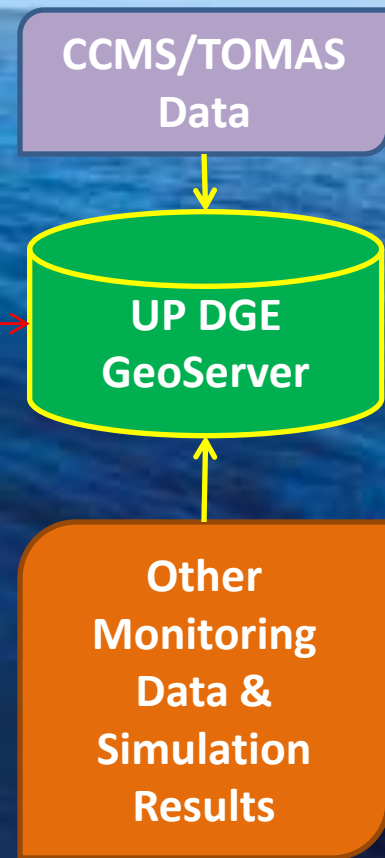 CCMS/TOMAS
Data
UP DGE
GeoServer
Other
Monitoring
Data &
Simulation
Results